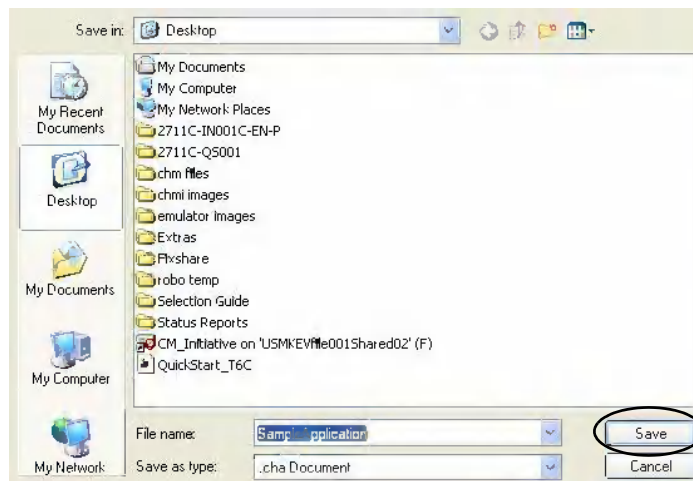 Save in: Desktop
My Recent Documents
Desktop
My Documents
My Computer
My Network
My Documents
My Computer
My Network Places
2711C-IN001C-EN-P
2711C-QS001
chm files
chmi images
emulator images
Extras
robo temp
Selection Guide
Status Reports
CM_Initiative on 'USMKEVfile001Shared02' (F)
QuickStart_T6C
File name:
Save
Save as type: .cha Document
Cancel